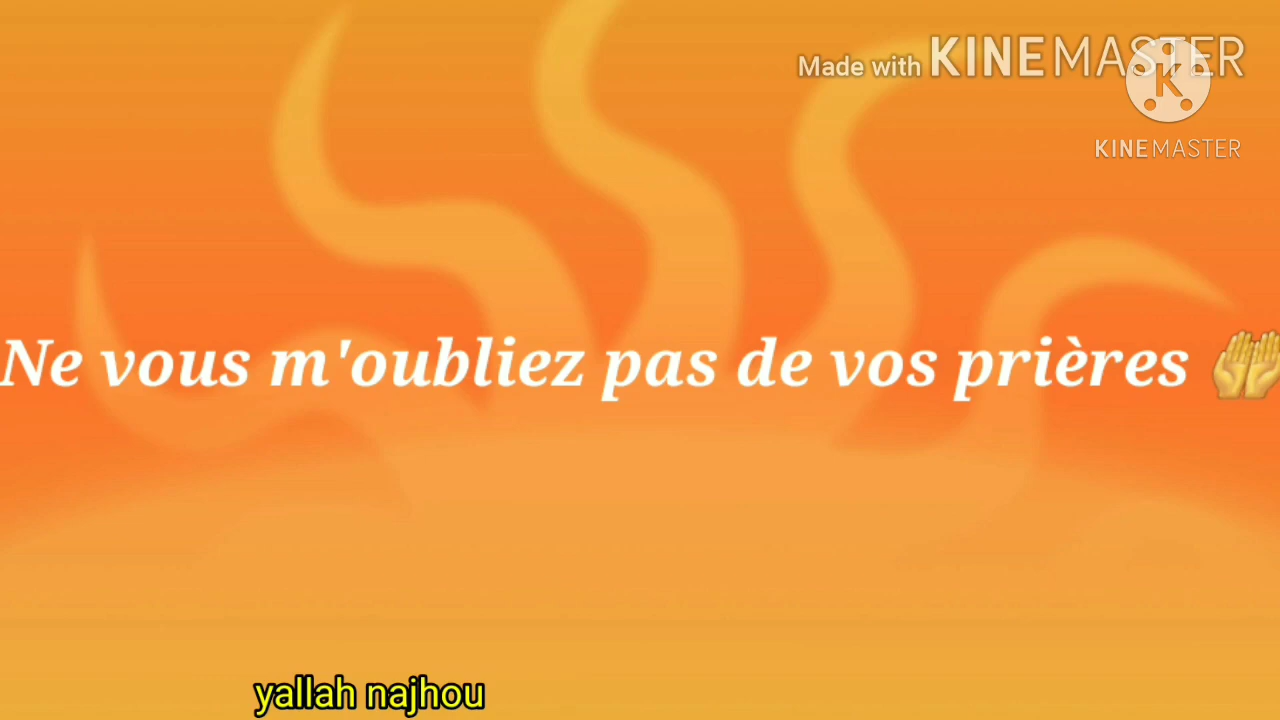 Made with KINEMASTER
K
KINEMASTER
Ne vous m'oubliez pas de vos prières 🤲
yallah najhou